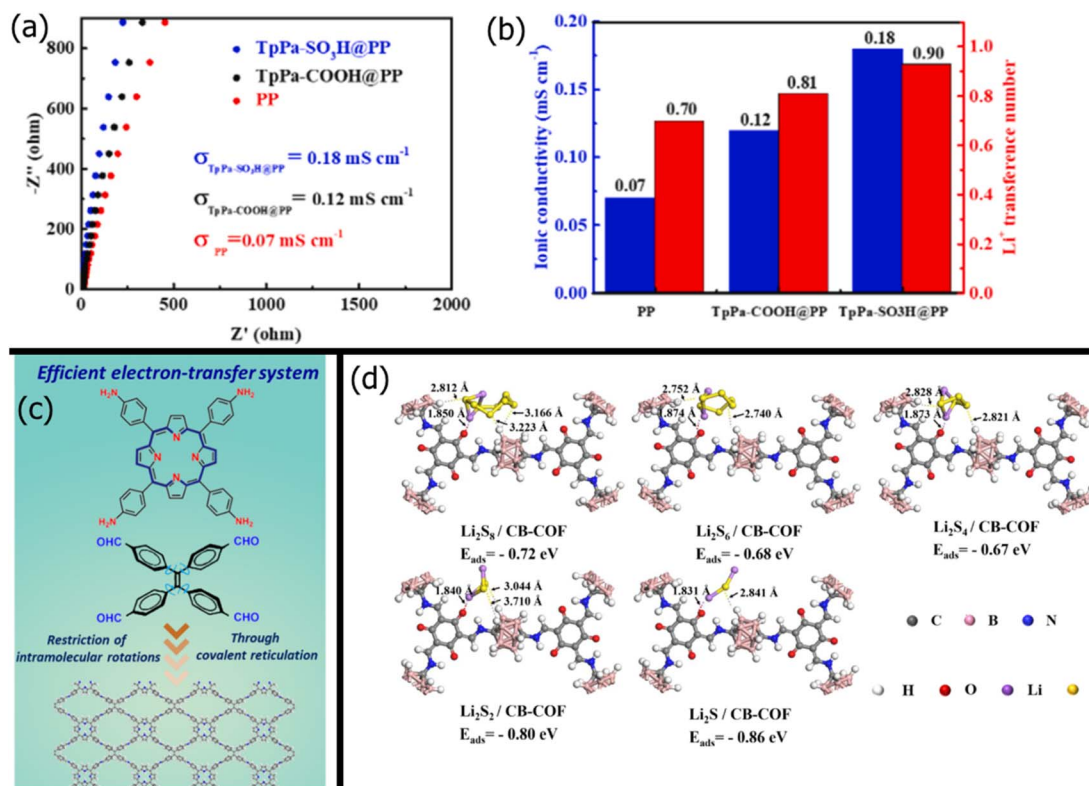 (a)
TpPa-SO₃H@PP
TpPa-COOH@PP
PP
σ TpPa-SO₃H@PP = 0.18 mS cm⁻¹
σ TpPa-COOH@PP = 0.12 mS cm⁻¹
σ PP =0.07 mS cm⁻¹
-Z'' (ohm)
800
600
400
200
0
0 500 1000 1500 2000
Z' (ohm)
(b)
Ionic conductivity (mS cm⁻¹)
0.20
0.15
0.10
0.05
0.00
0.07 0.70 0.12 0.81 0.18 0.90
PP TpPa-COOH@PP TpPa-SO3H@PP
1.0
0.8
0.6
0.4
0.2
0.0
Li⁺ transference number
Efficient electron-transfer system
(c)
H₂N NH₂
N
N N
N
H₂N NH₂
OHC CHO
OHC CHO
Restriction of
intramolecular rotations
Through
covalent reticulation
(d)
2.812 Å
1.850 Å
3.166 Å
3.223 Å
Li₂S₈ / CB-COF
Eads= - 0.72 eV
2.752 Å
1.874 Å
2.740 Å
Li₂S₆ / CB-COF
Eads= - 0.68 eV
2.828 Å
1.873 Å
2.821 Å
Li₂S₄ / CB-COF
Eads= - 0.67 eV
1.840 Å
3.044 Å
3.710 Å
Li₂S₂ / CB-COF
Eads= - 0.80 eV
1.831 Å
2.841 Å
Li₂S / CB-COF
Eads= - 0.86 eV
C B N
H O Li